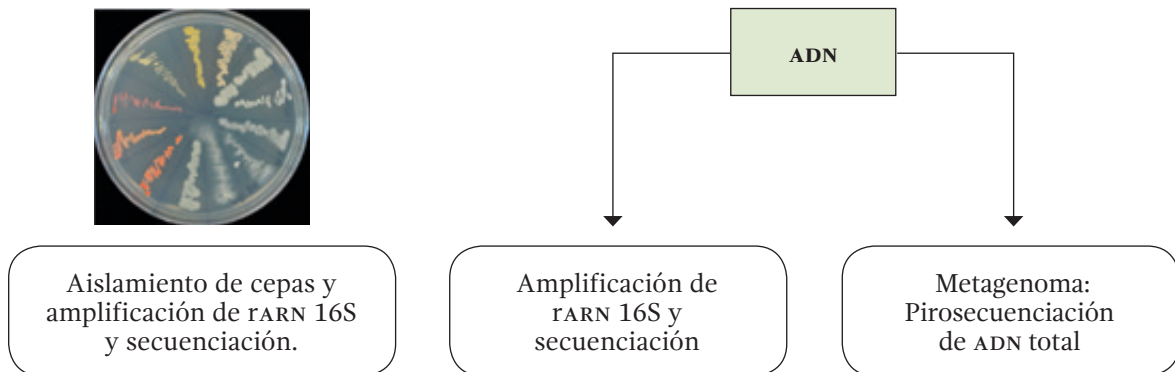 ADN
Aislamiento de cepas y
amplificación de rARN 16S
y secuenciación.
Amplificación de
rARN 16S y
secuenciación
Metagenoma:
Pirosecuenciación
de ADN total